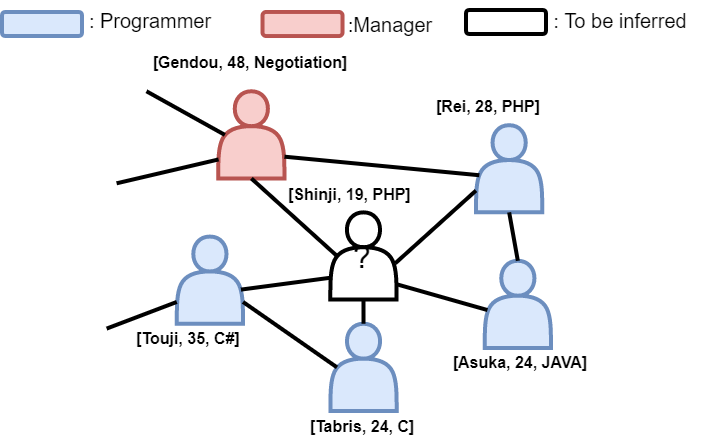 : Programmer
:Manager
: To be inferred
[Gendou, 48, Negotiation]
[Rei, 28, PHP]
[Shinji, 19, PHP]
?
[Touji, 35, C#]
[Asuka, 24, JAVA]
[Tabris, 24, C]